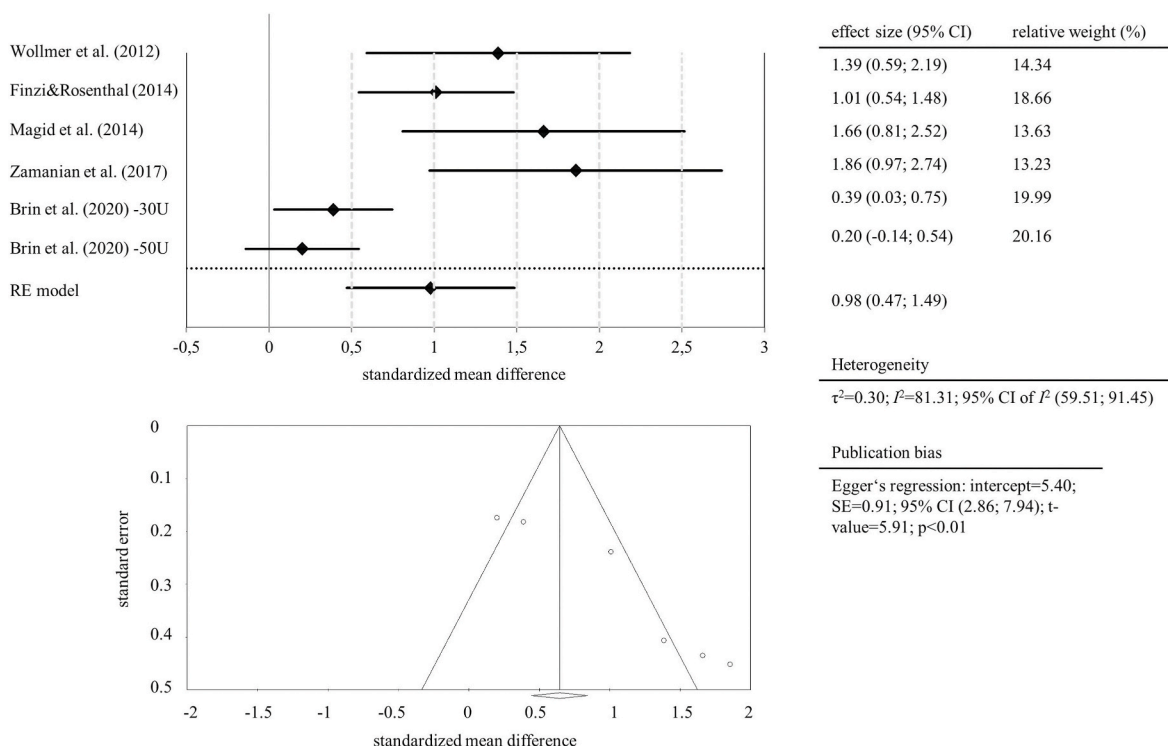 Wollmer et al. (2012)
Finzi&Rosenthal (2014)
Magid et al. (2014)
Zamanian et al. (2017)
Brin et al. (2020) -30U
Brin et al. (2020) -50U
RE model
-0,5 0 0,5 1 1,5 2 2,5 3
standardized mean difference
effect size (95% CI) relative weight (%)
1.39 (0.59; 2.19) 14.34
1.01 (0.54; 1.48) 18.66
1.66 (0.81; 2.52) 13.63
1.86 (0.97; 2.74) 13.23
0.39 (0.03; 0.75) 19.99
0.20 (-0.14; 0.54) 20.16
0.98 (0.47; 1.49)
Heterogeneity
τ²=0.30; I²=81.31; 95% CI of I² (59.51; 91.45)
Publication bias
Egger‘s regression: intercept=5.40;
SE=0.91; 95% CI (2.86; 7.94); t-
value=5.91; p<0.01
standard error
0
0.1
0.2
0.3
0.4
0.5
-2 -1.5 -1 -0.5 0 0.5 1 1.5 2
standardized mean difference